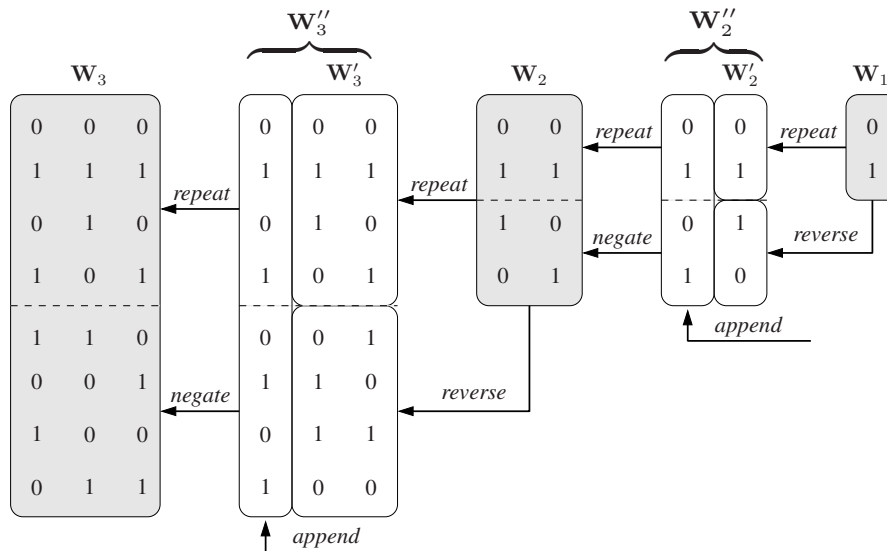 W″₃ W″₂
W₃ W′₃ W₂ W′₂ W₁
0 0 0 0 0 0 0 0 0 0 0
repeat repeat
1 1 1 1 1 1 1 1 1 1 1
repeat repeat
0 1 0 0 1 0 1 0 0 1
negate reverse
1 0 1 1 0 1 0 1 1 0
append
1 1 0 0 0 1
0 0 1 1 1 0
negate reverse
1 0 0 0 1 1
0 1 1 1 0 0
append